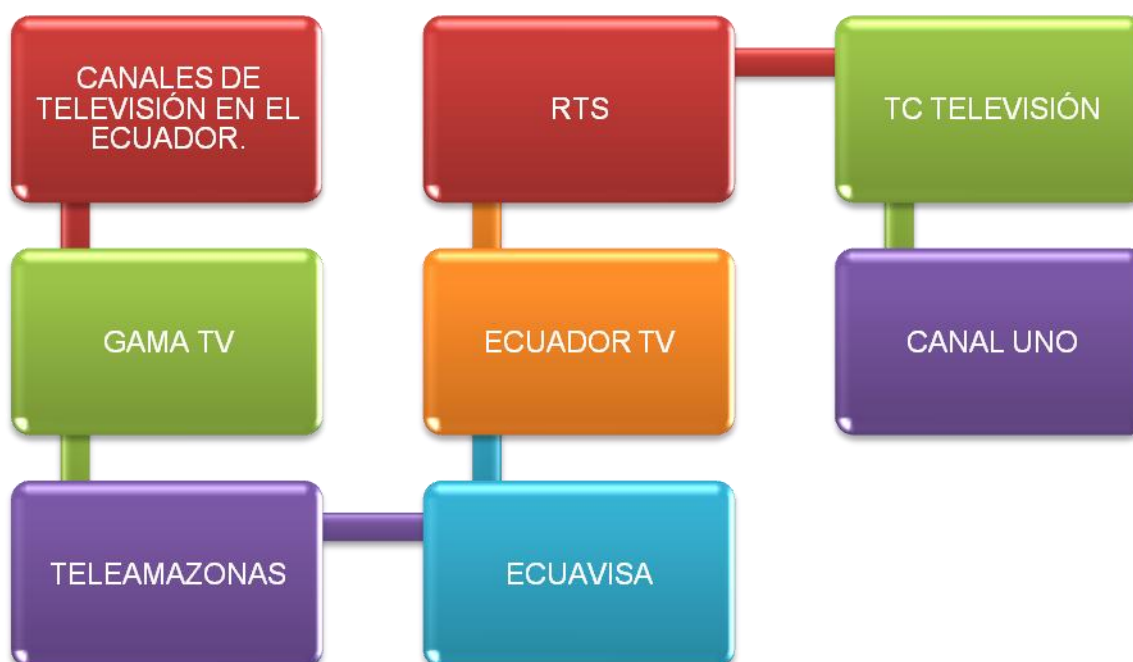 CANALES DE
TELEVISIÓN EN EL
ECUADOR.
GAMA TV
TELEAMAZONAS
ECUAVISA
ECUADOR TV
RTS
TC TELEVISIÓN
CANAL UNO